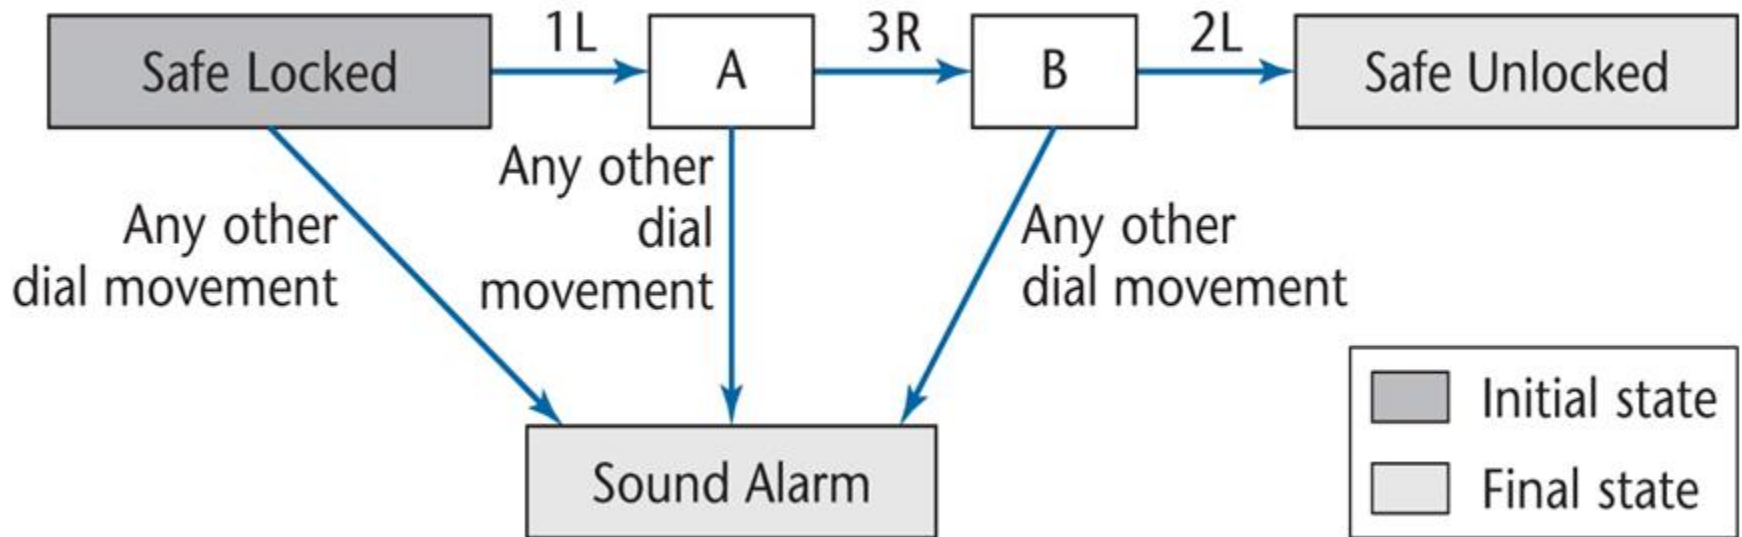 Safe Locked
1L
A
3R
B
2L
Safe Unlocked
Any other
dial movement
Any other
dial
movement
Any other
dial movement
Sound Alarm
Initial state
Final state